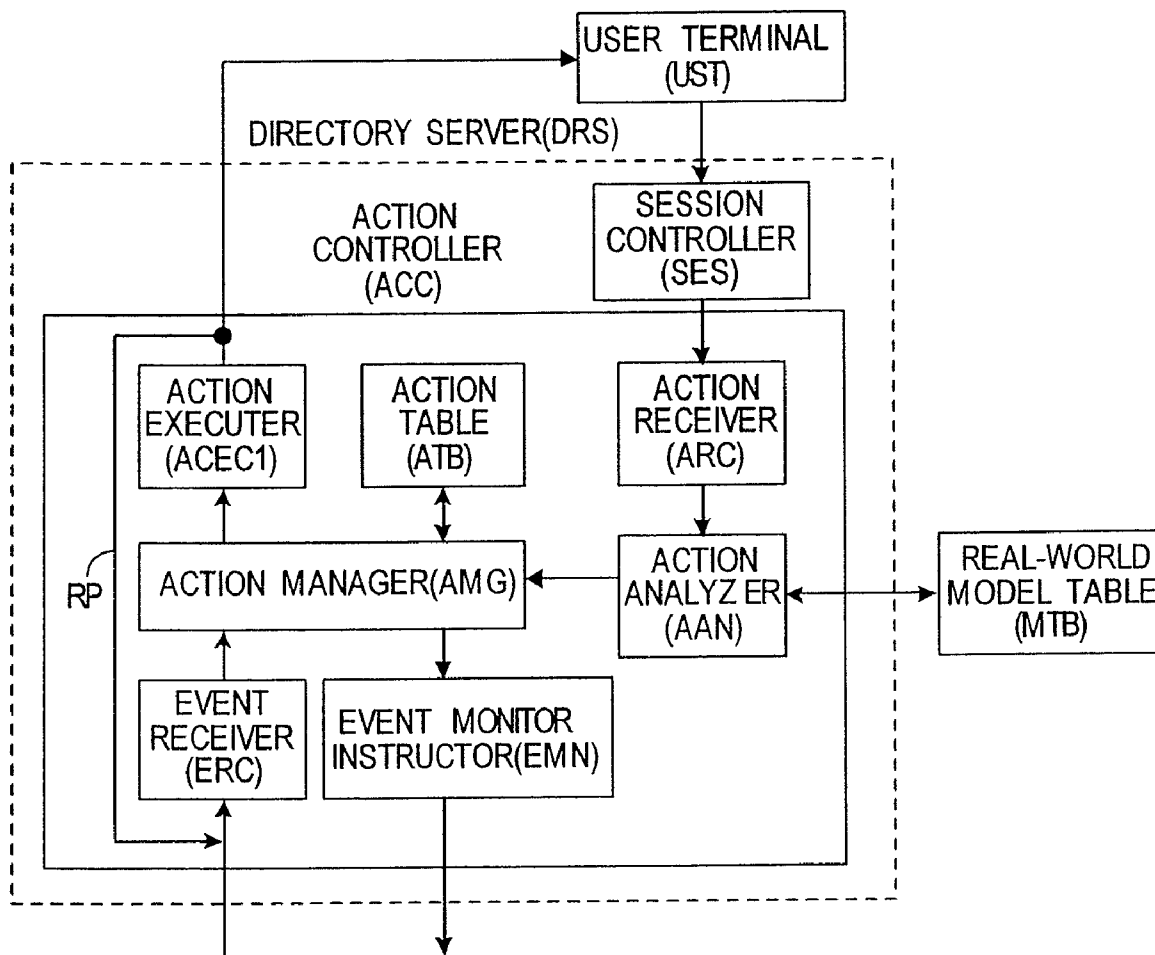 USER TERMINAL
(UST)
DIRECTORY SERVER(DRS)
SESSION
CONTROLLER
(SES)
ACTION
CONTROLLER
(ACC)
ACTION
EXECUTER
(ACEC1)
ACTION
TABLE
(ATB)
ACTION
RECEIVER
(ARC)
RP
ACTION MANAGER(AMG)
ACTION
ANALYZER
(AAN)
REAL-WORLD
MODEL TABLE
(MTB)
EVENT
RECEIVER
(ERC)
EVENT MONITOR
INSTRUCTOR(EMN)